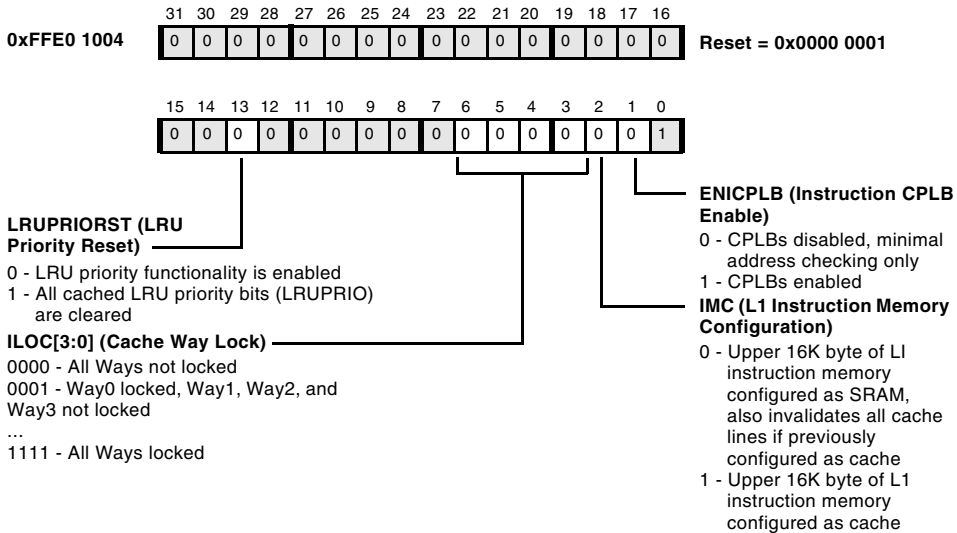 31 30 29 28 27 26 25 24 23 22 21 20 19 18 17 16
0xFFE0 1004
0 0 0 0 0 0 0 0 0 0 0 0 0 0 0 0
Reset = 0x0000 0001
15 14 13 12 11 10 9 8 7 6 5 4 3 2 1 0
0 0 0 0 0 0 0 0 0 0 0 0 0 0 0 1
LRUPRIORST (LRU
Priority Reset)
0 - LRU priority functionality is enabled
1 - All cached LRU priority bits (LRUPRIO)
are cleared
ILOC[3:0] (Cache Way Lock)
0000 - All Ways not locked
0001 - Way0 locked, Way1, Way2, and
Way3 not locked
...
1111 - All Ways locked
ENICPLB (Instruction CPLB
Enable)
0 - CPLBs disabled, minimal
address checking only
1 - CPLBs enabled
IMC (L1 Instruction Memory
Configuration)
0 - Upper 16K byte of LI
instruction memory
configured as SRAM,
also invalidates all cache
lines if previously
configured as cache
1 - Upper 16K byte of L1
instruction memory
configured as cache